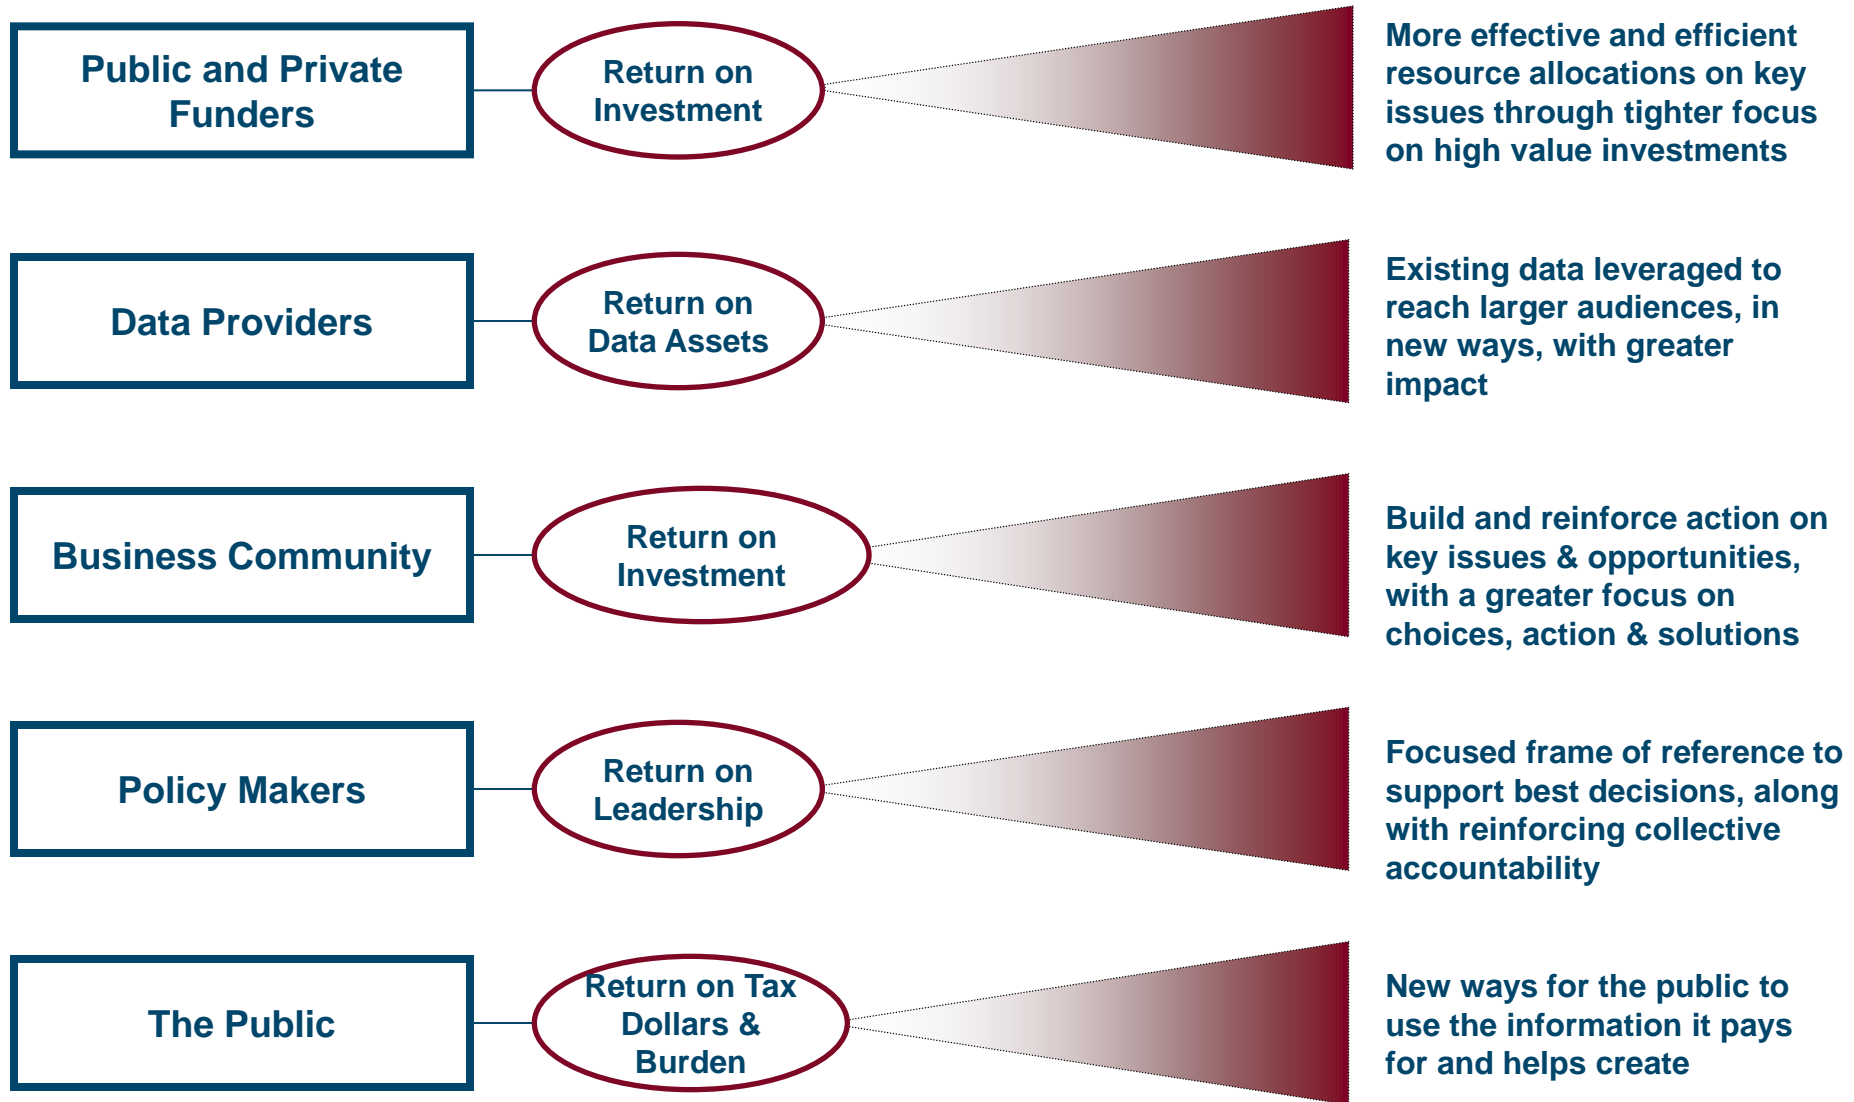 Public and Private
Funders
Return on
Investment
More effective and efficient
resource allocations on key
issues through tighter focus
on high value investments
Data Providers
Return on
Data Assets
Existing data leveraged to
reach larger audiences, in
new ways, with greater
impact
Business Community
Return on
Investment
Build and reinforce action on
key issues & opportunities,
with a greater focus on
choices, action & solutions
Policy Makers
Return on
Leadership
Focused frame of reference to
support best decisions, along
with reinforcing collective
accountability
The Public
Return on Tax
Dollars &
Burden
New ways for the public to
use the information it pays
for and helps create